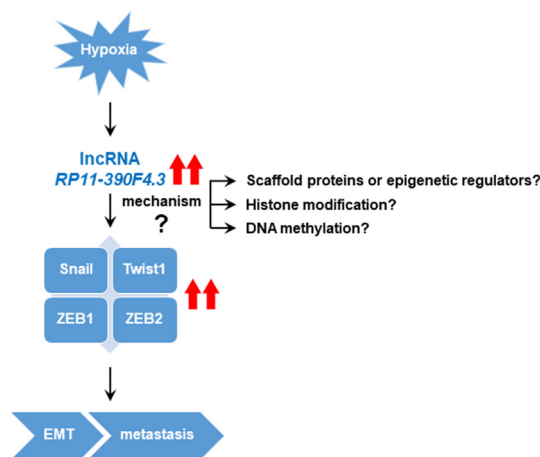 Hypoxia
lncRNA
RP11-390F4.3
mechanism
?
Scaffold proteins or epigenetic regulators?
Histone modification?
DNA methylation?
Snail
Twist1
ZEB1
ZEB2
EMT
metastasis